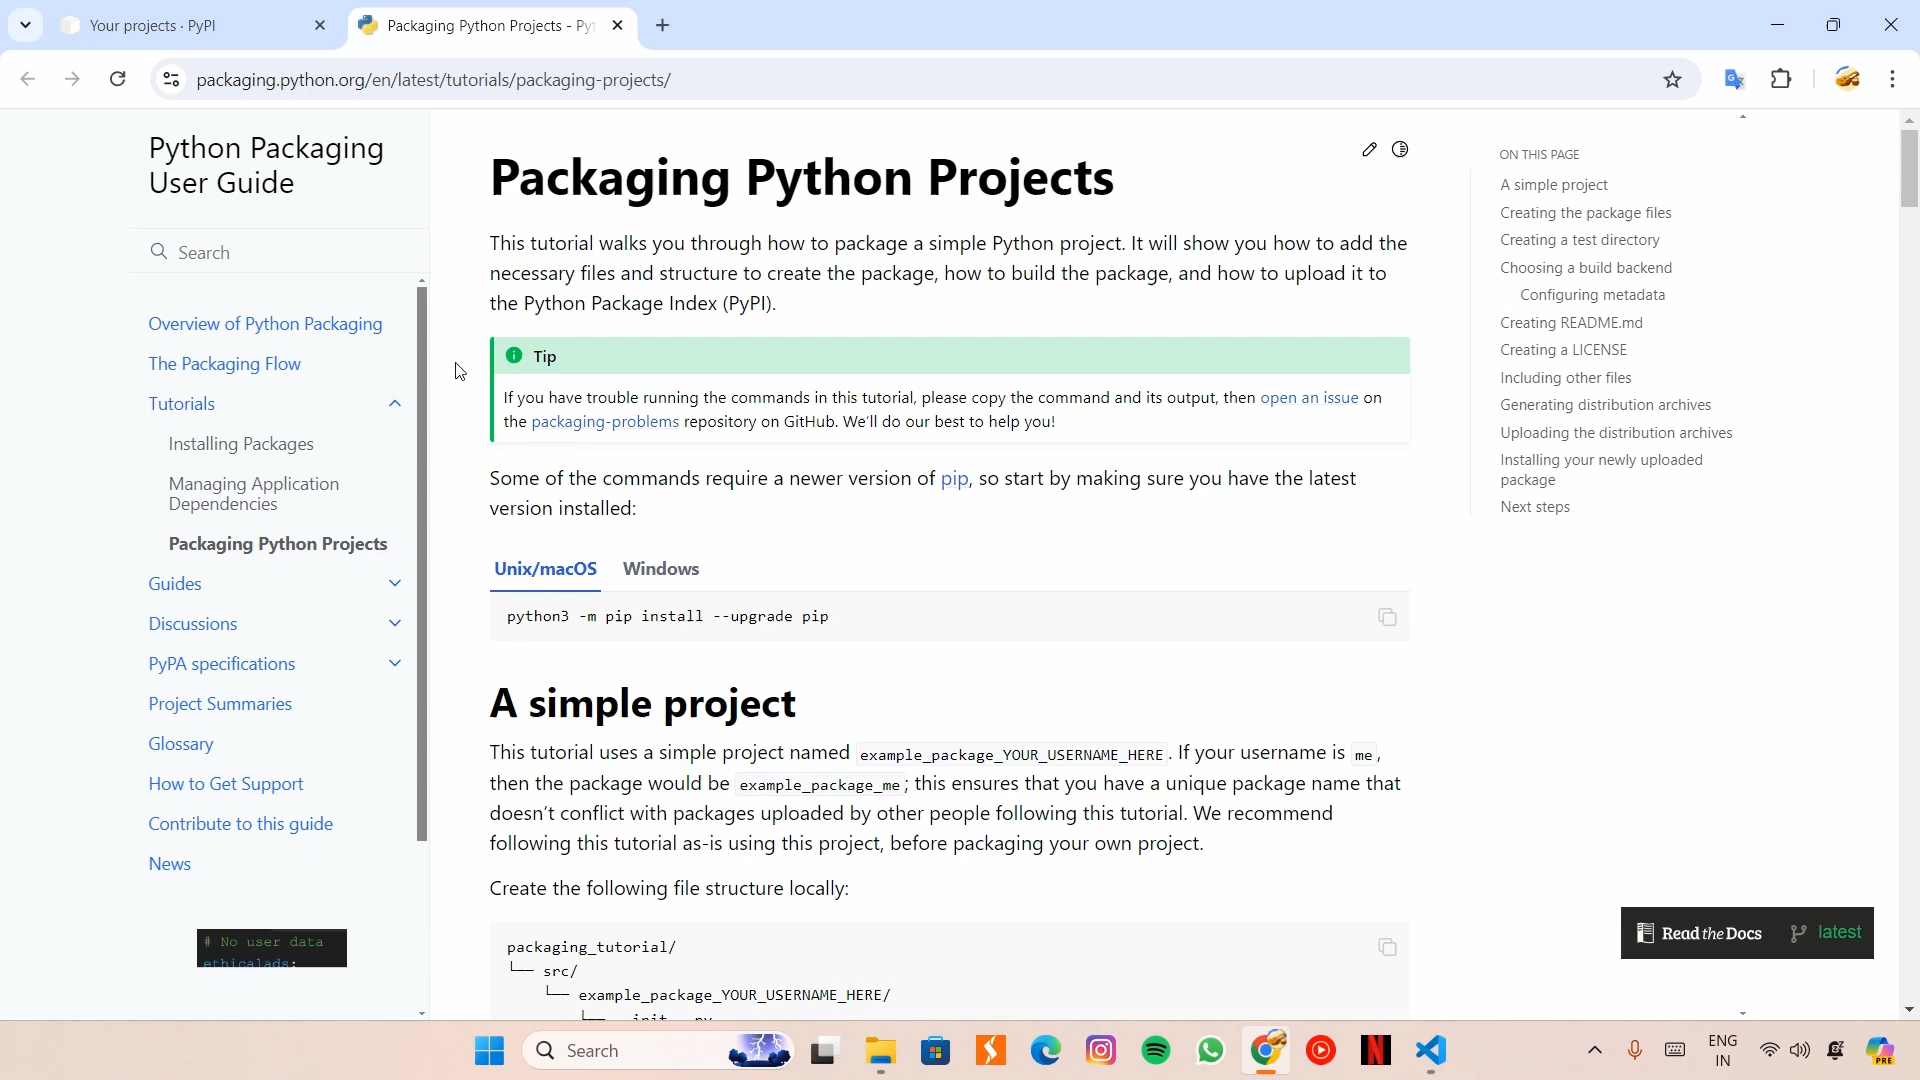 Your projects · PyPI
Packaging Python Projects - Pyt
packaging.python.org/en/latest/tutorials/packaging-projects/
Python Packaging
User Guide
Search
Overview of Python Packaging
The Packaging Flow
Tutorials
Installing Packages
Managing Application
Dependencies
Packaging Python Projects
Guides
Discussions
PyPA specifications
Project Summaries
Glossary
How to Get Support
Contribute to this guide
News
# No user data
ethicalads:
Packaging Python Projects
This tutorial walks you through how to package a simple Python project. It will show you how to add the
necessary files and structure to create the package, how to build the package, and how to upload it to
the Python Package Index (PyPI).
Tip
If you have trouble running the commands in this tutorial, please copy the command and its output, then open an issue on
the packaging-problems repository on GitHub. We'll do our best to help you!
Some of the commands require a newer version of pip, so start by making sure you have the latest
version installed:
Unix/macOS Windows
python3 -m pip install --upgrade pip
A simple project
This tutorial uses a simple project named example_package_YOUR_USERNAME_HERE. If your username is me,
then the package would be example_package_me; this ensures that you have a unique package name that
doesn't conflict with packages uploaded by other people following this tutorial. We recommend
following this tutorial as-is using this project, before packaging your own project.
Create the following file structure locally:
packaging_tutorial/
└── src/
└── example_package_YOUR_USERNAME_HERE/
├── __init__.py
ON THIS PAGE
A simple project
Creating the package files
Creating a test directory
Choosing a build backend
Configuring metadata
Creating README.md
Creating a LICENSE
Including other files
Generating distribution archives
Uploading the distribution archives
Installing your newly uploaded
package
Next steps
Read the Docs latest
Search
ENG
IN
PRE